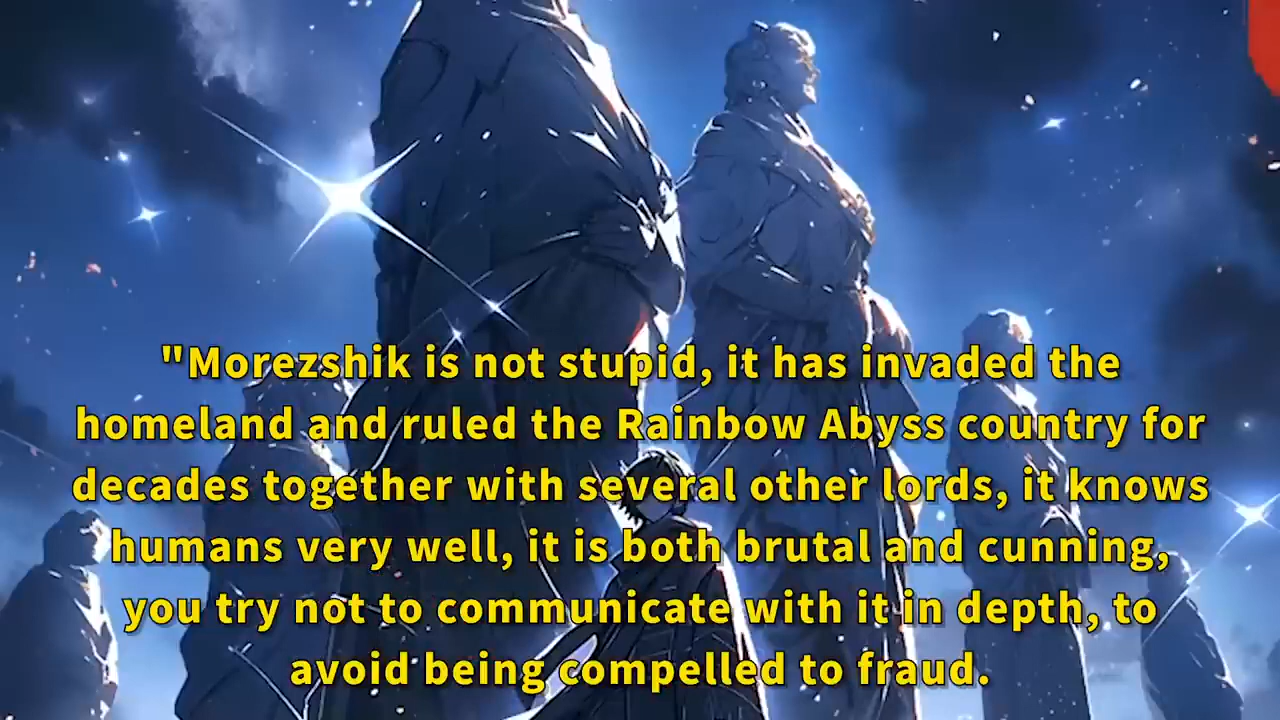 "Morezshik is not stupid, it has invaded the
homeland and ruled the Rainbow Abyss country for
decades together with several other lords, it knows
humans very well, it is both brutal and cunning,
you try not to communicate with it in depth, to
avoid being compelled to fraud.